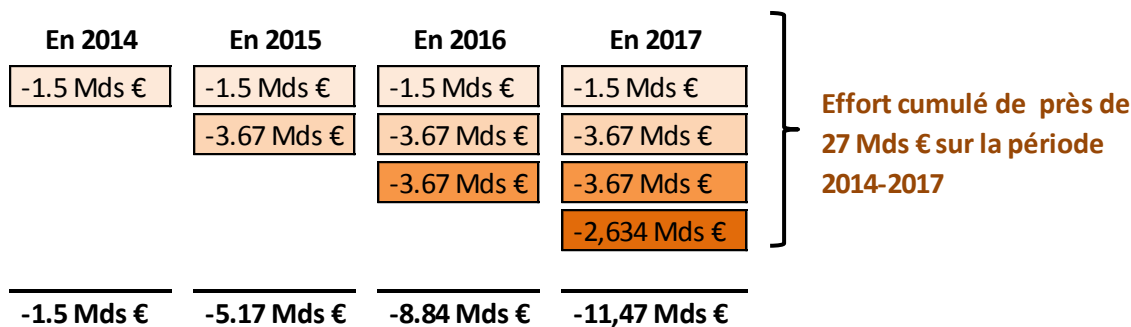 En 2014 En 2015 En 2016 En 2017
-1.5 Mds € -1.5 Mds € -1.5 Mds € -1.5 Mds €
-3.67 Mds € -3.67 Mds € -3.67 Mds €
-3.67 Mds € -3.67 Mds €
-2,634 Mds €
-1.5 Mds € -5.17 Mds € -8.84 Mds € -11,47 Mds €
Effort cumulé de près de
27 Mds € sur la période
2014-2017